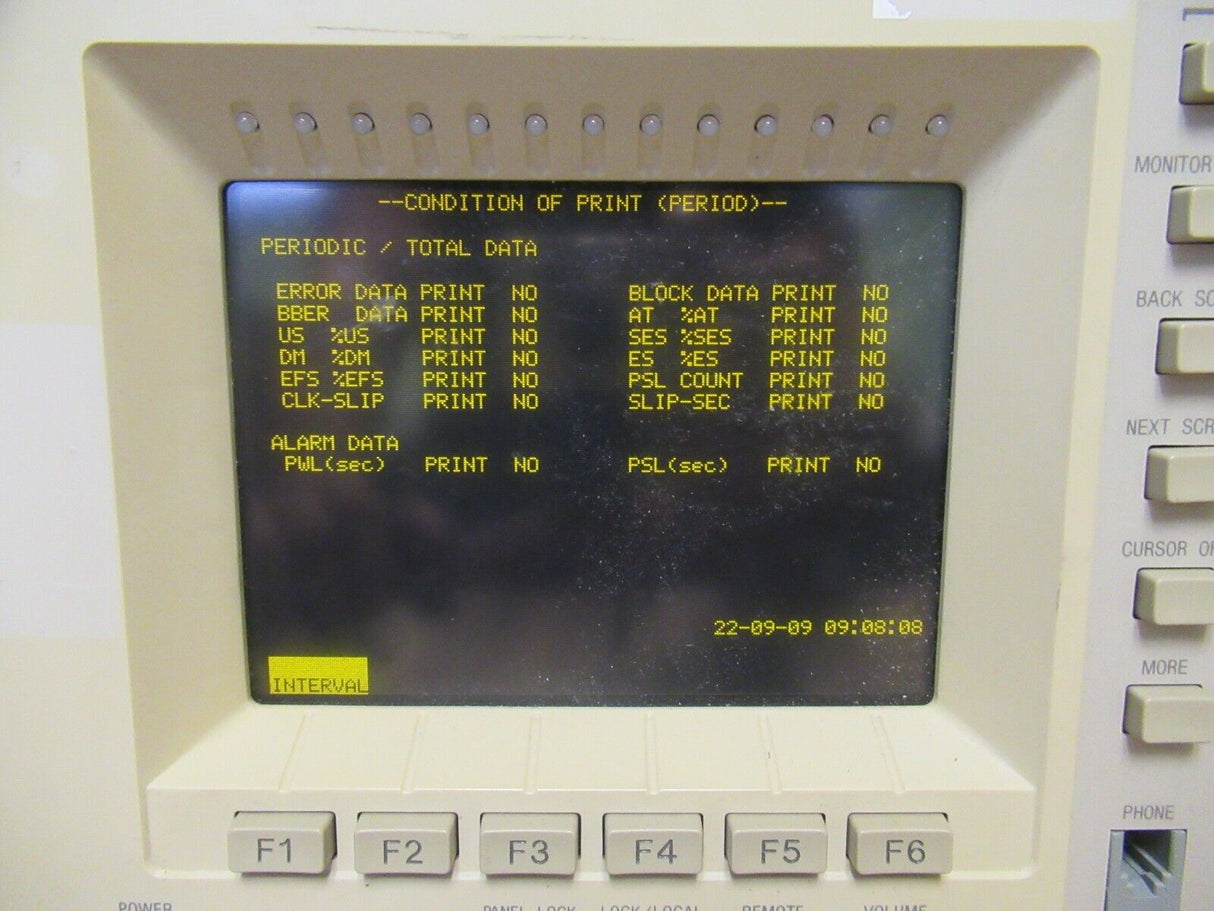 --CONDITION OF PRINT (PERIOD)--
PERIODIC / TOTAL DATA
ERROR DATA PRINT NO BLOCK DATA PRINT NO
BBER DATA PRINT NO AT %AT PRINT NO
US %US PRINT NO SES %SES PRINT NO
DM %DM PRINT NO ES %ES PRINT NO
EFS %EFS PRINT NO PSL COUNT PRINT NO
CLK-SLIP PRINT NO SLIP-SEC PRINT NO
ALARM DATA
PWL(sec) PRINT NO PSL(sec) PRINT NO
22-09-09 09:08:08
INTERVAL
F1 F2 F3 F4 F5 F6
POWER PANEL LOCK LOCK/LOCAL REMOTE VOLUME
MONITOR
BACK SC
NEXT SCR
CURSOR
MORE
PHONE